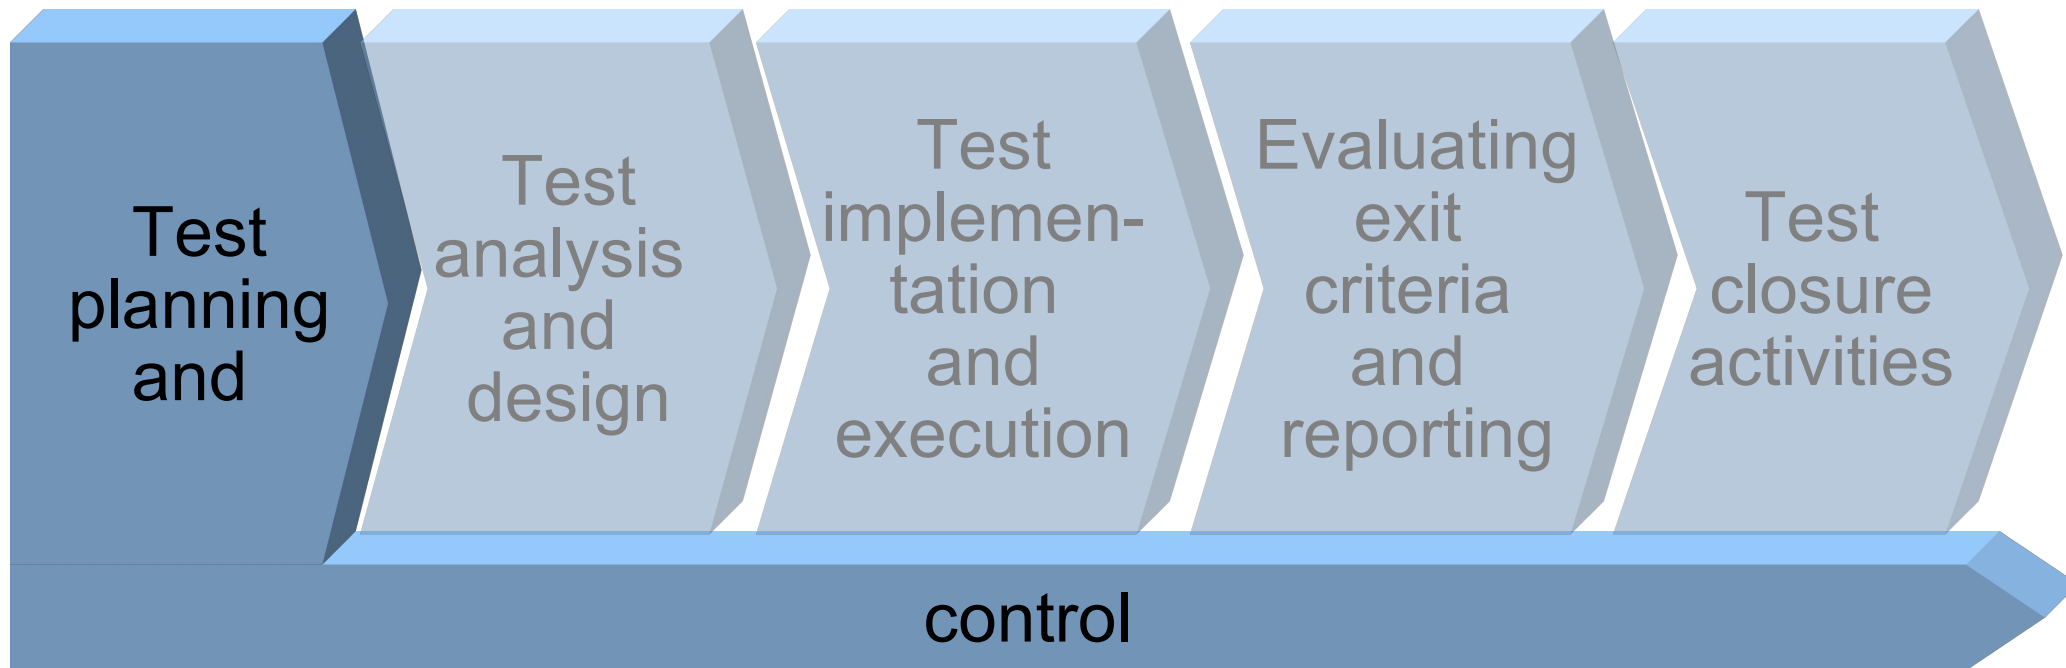 Test
planning
and
Test
analysis
and
design
Test
implemen-
tation
and
execution
Evaluating
exit
criteria
and
reporting
Test
closure
activities
control